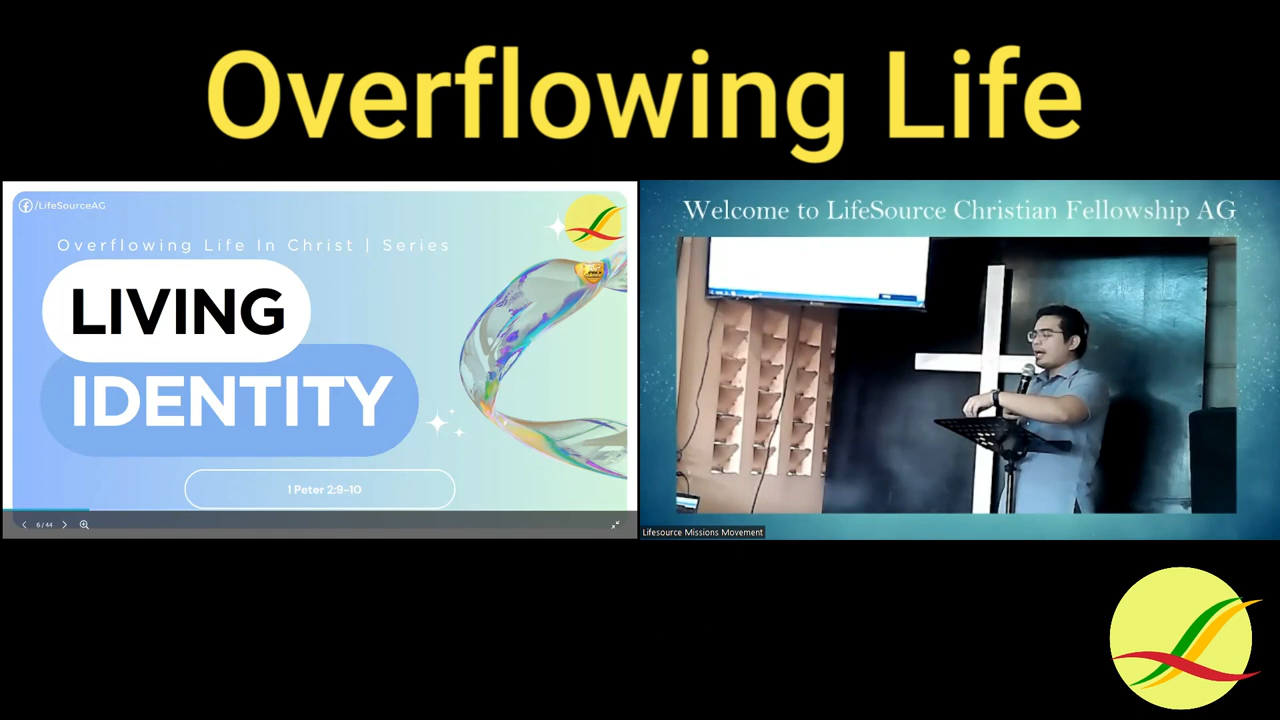 Overflowing Life
/LifeSourceAG
Overflowing Life In Christ | Series
LIVING
IDENTITY
1 Peter 2:9-10
6 / 44
Welcome to LifeSource Christian Fellowship AG
Lifesource Missions Movement